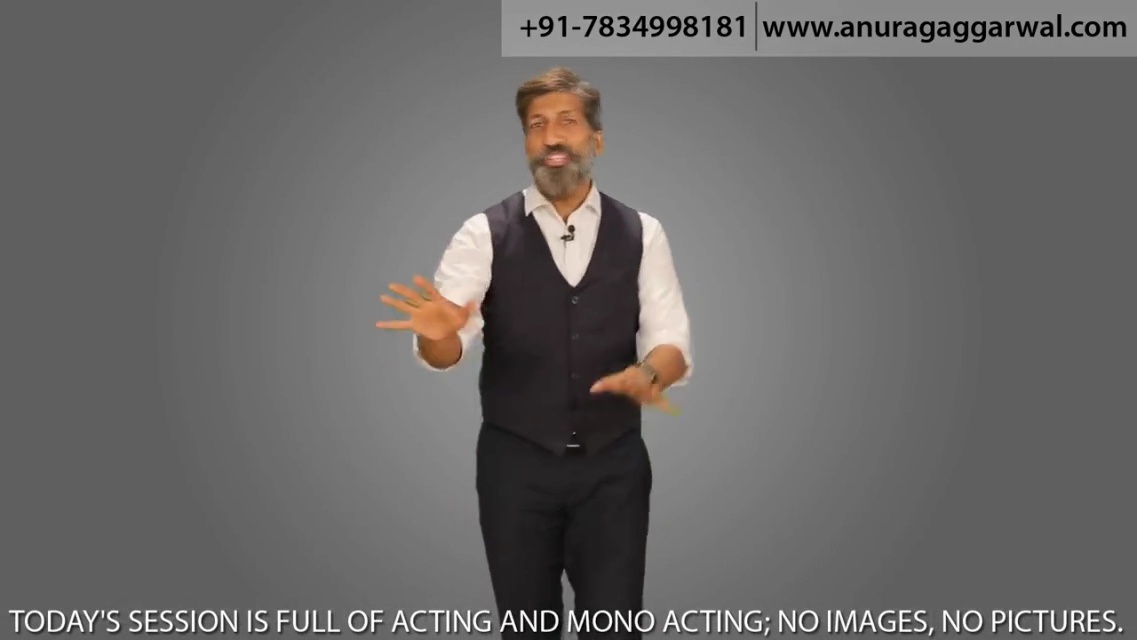 +91-7834998181 | www.anuragaggarwal.com
TODAY'S SESSION IS FULL OF ACTING AND MONO ACTING; NO IMAGES, NO PICTURES.